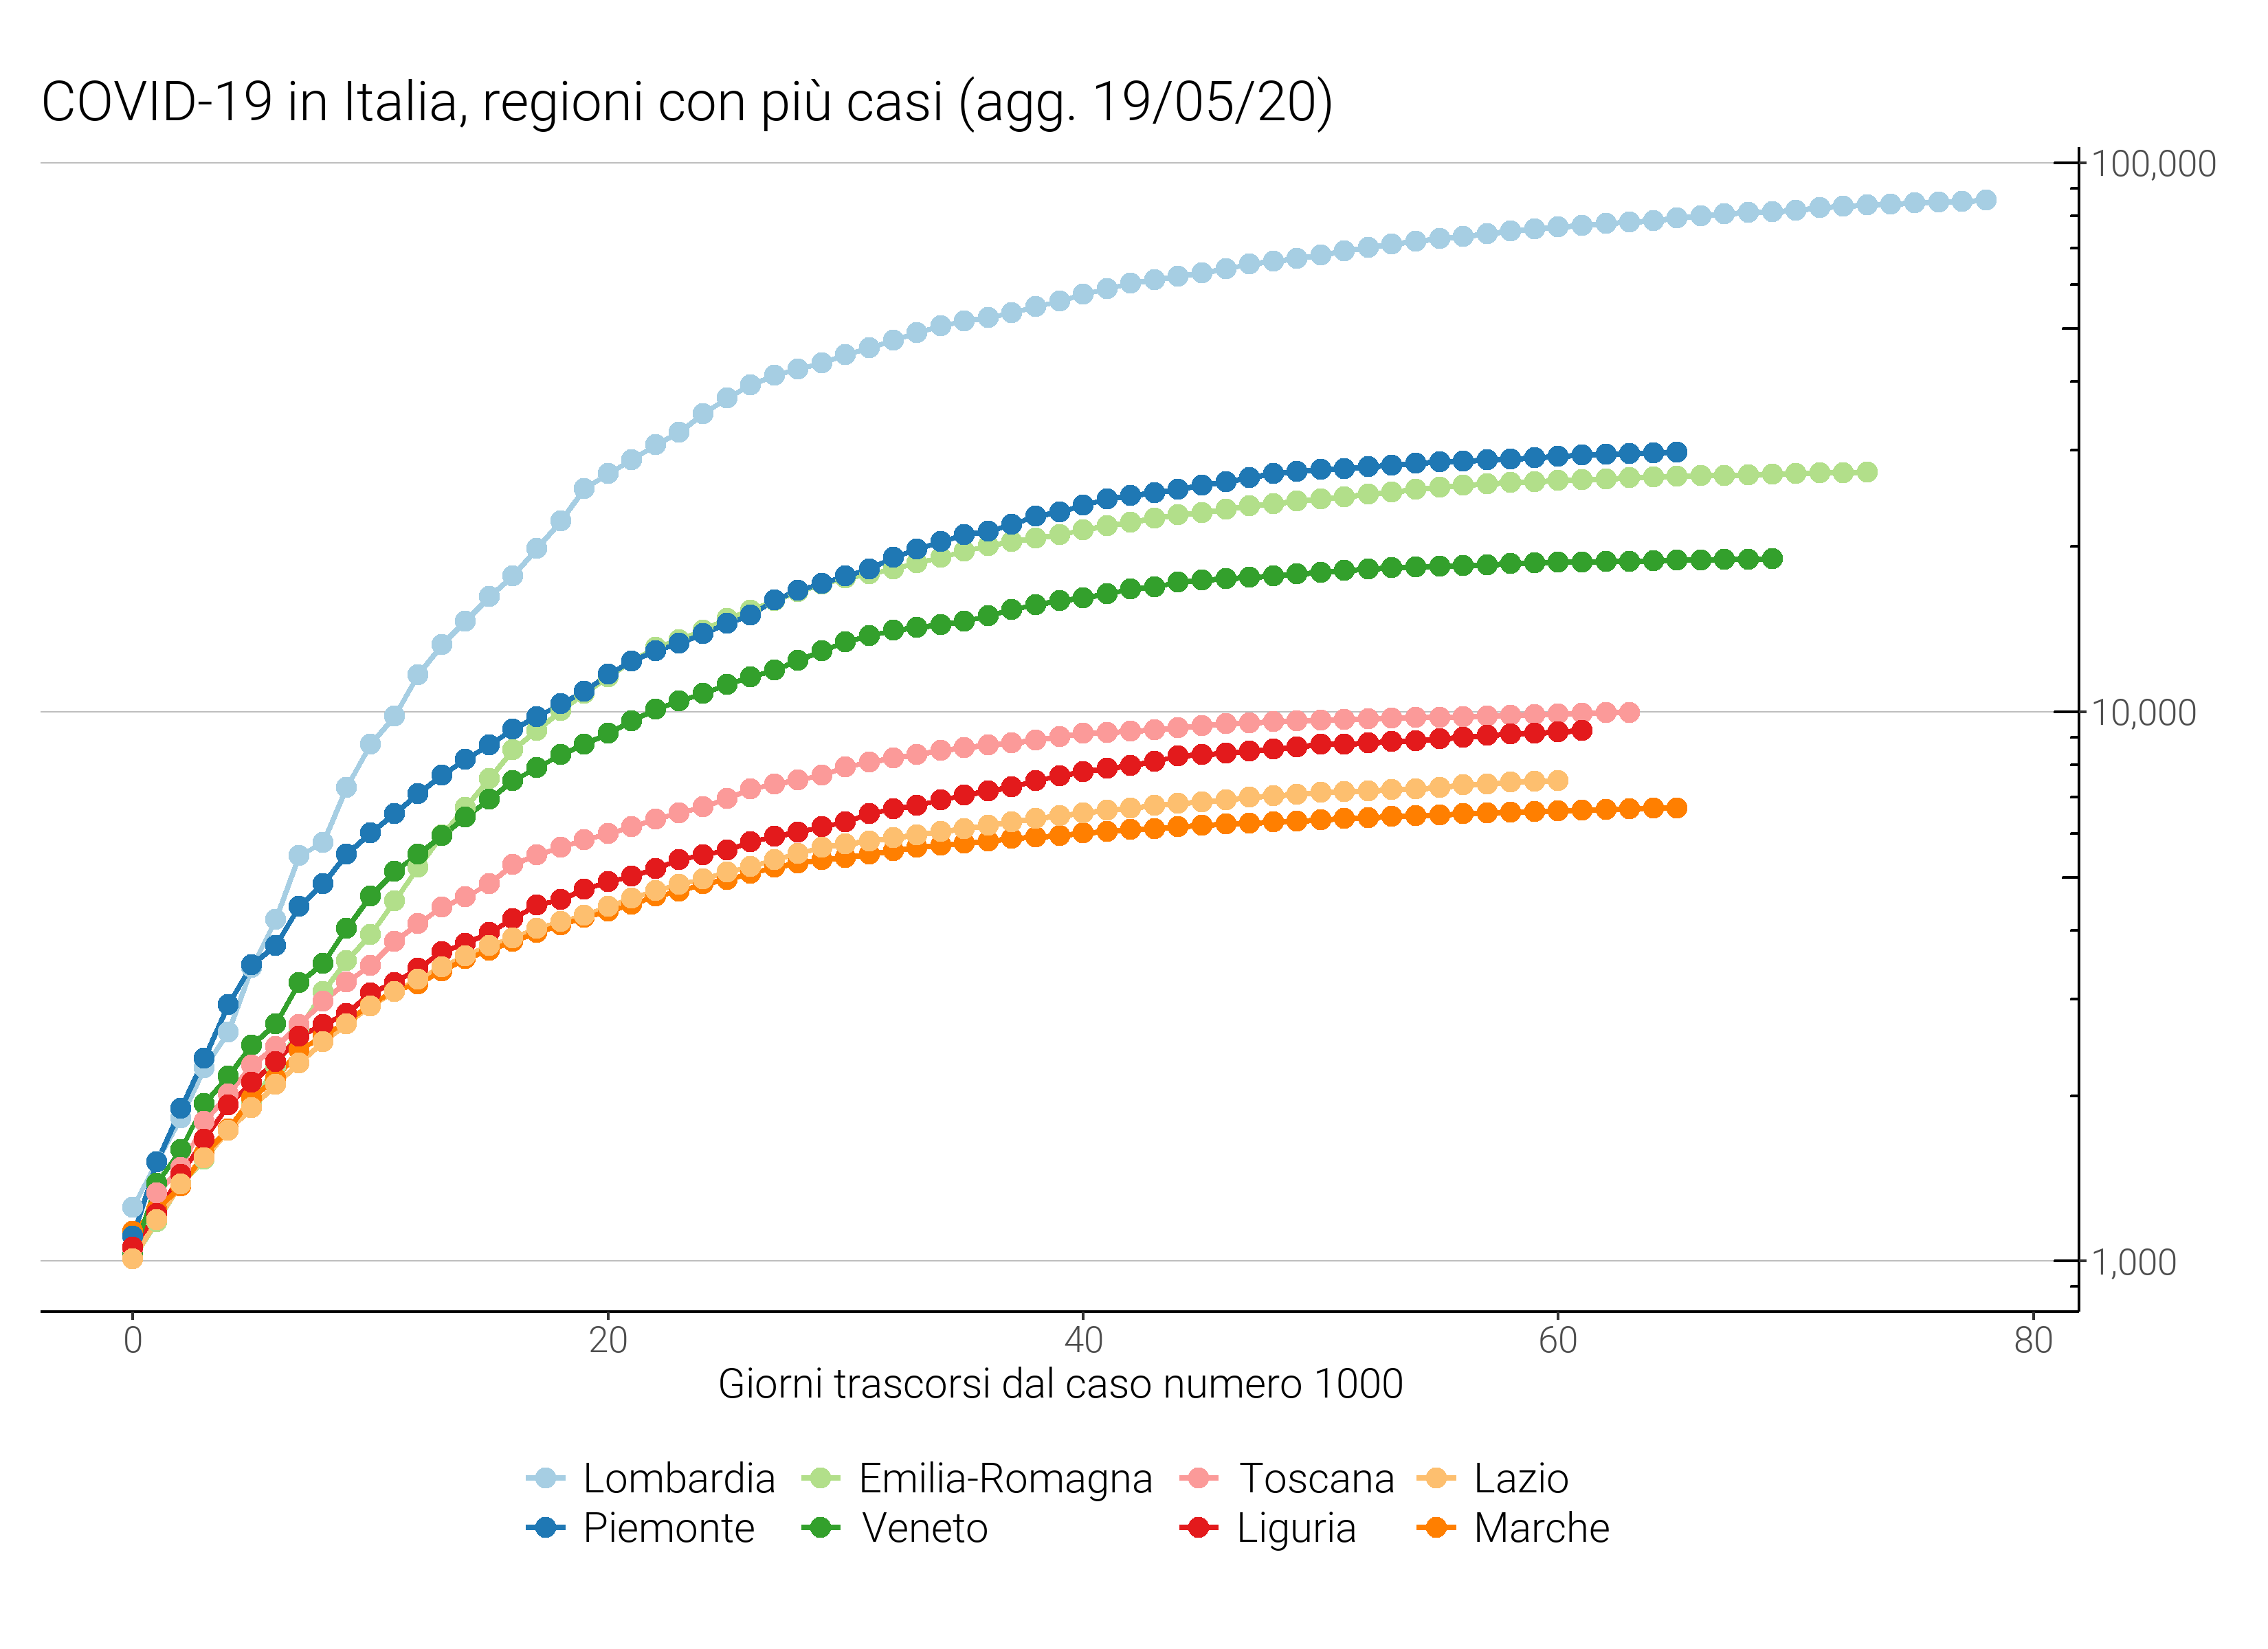 COVID-19 in Italia, regioni con più casi (agg. 19/05/20)
100,000
10,000
1,000
0 20 40 60 80
Giorni trascorsi dal caso numero 1000
Lombardia Emilia-Romagna Toscana Lazio
Piemonte Veneto Liguria Marche